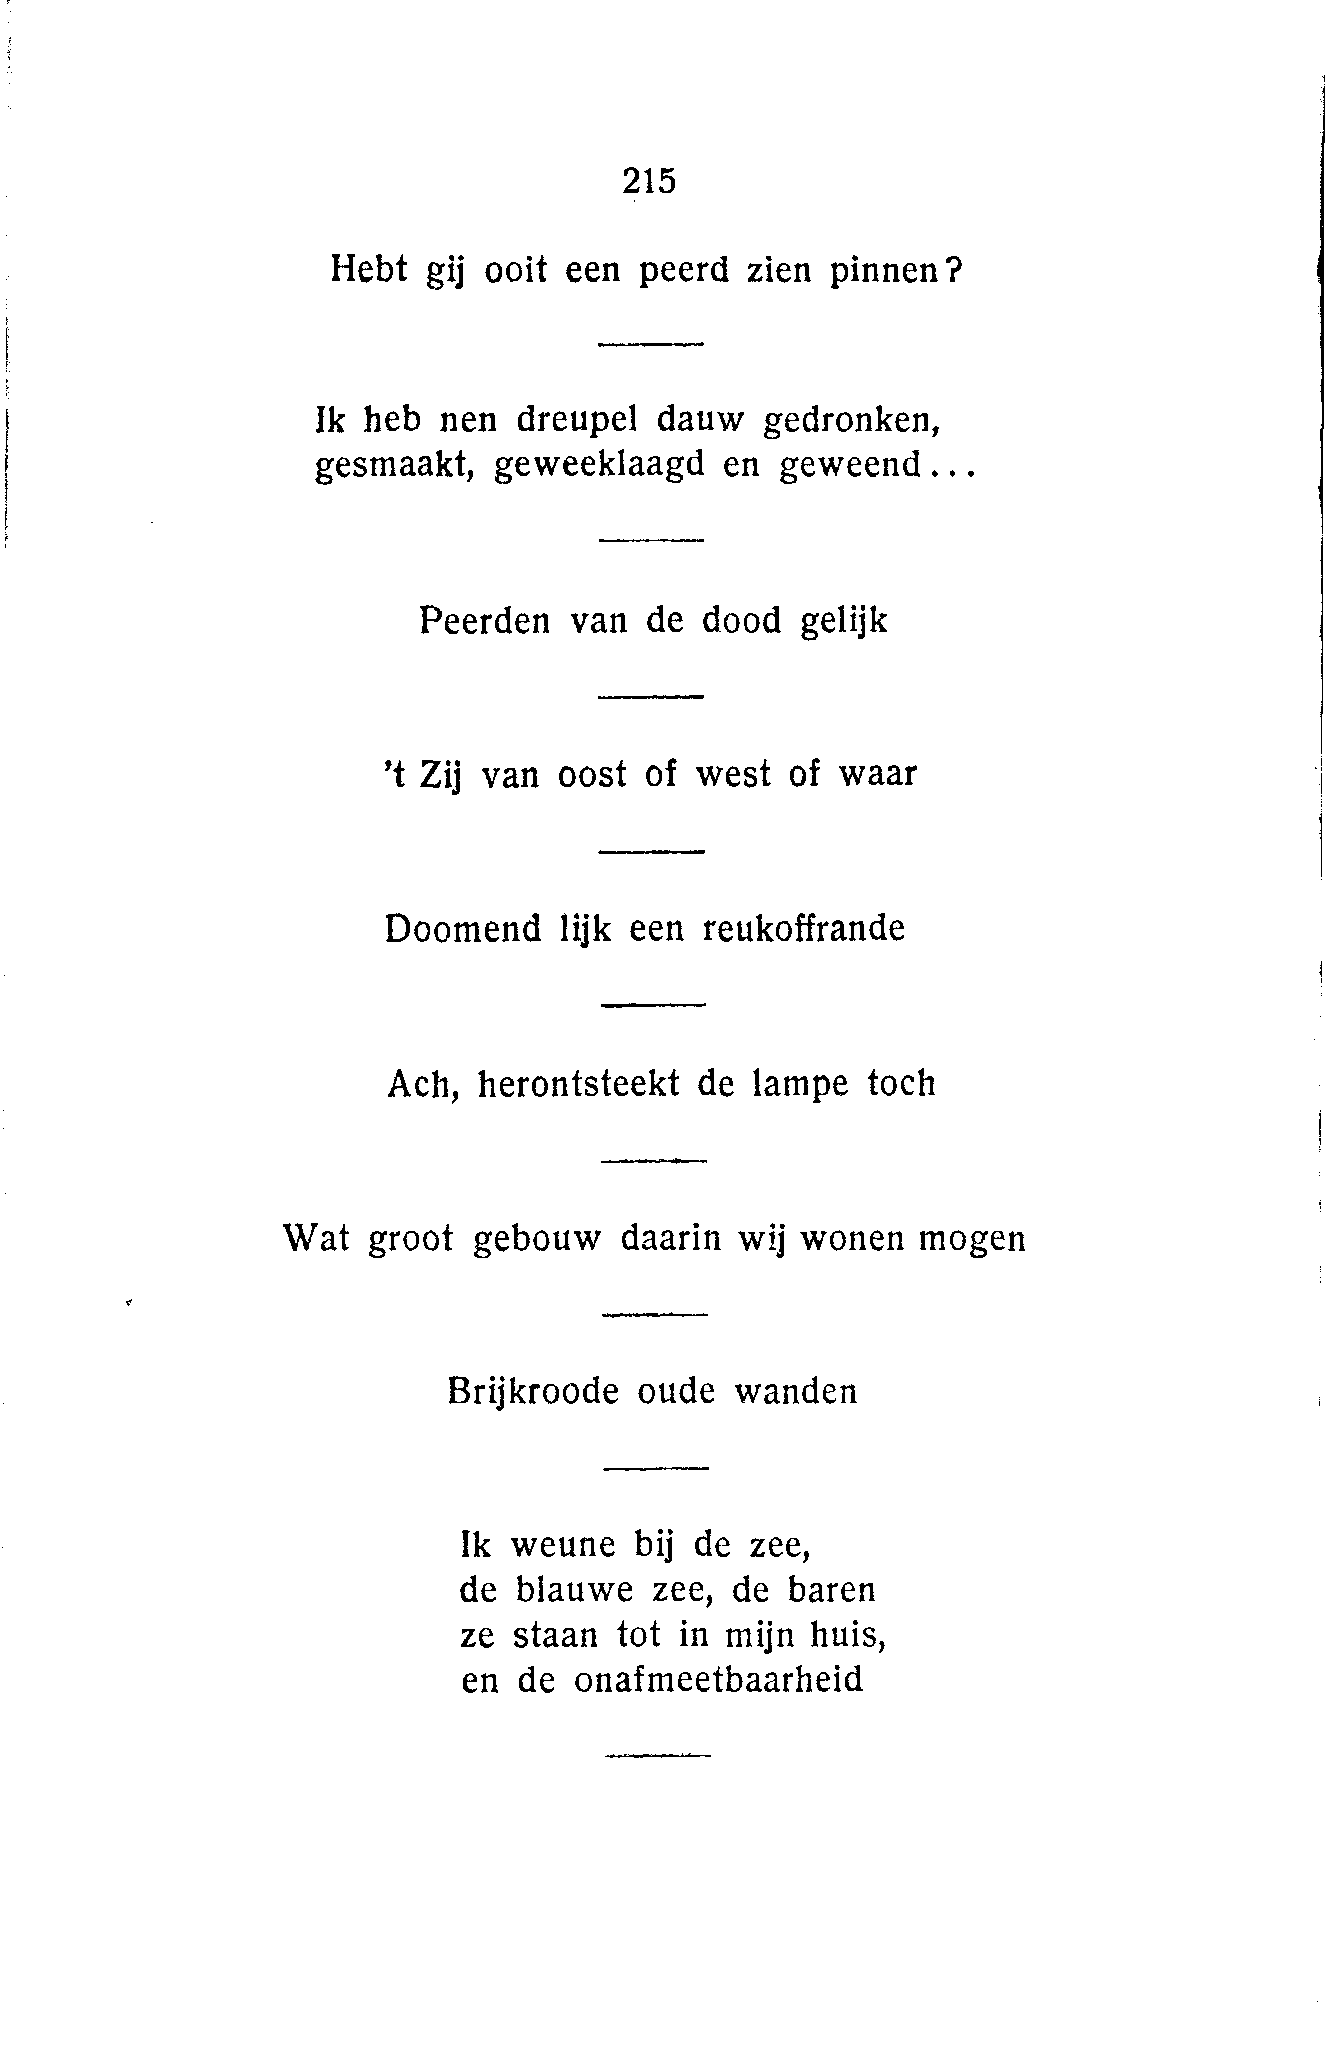 215
Hebt gij ooit een peerd zien pinnen?
Ik heb nen dreupel dauw gedronken,
gesmaakt, geweeklaagd en geweend...
Peerden van de dood gelijk
't Zij van oost of west of waar
Doomend lijk een reukoffrande
Ach, herontsteekt de lampe toch
Wat groot gebouw daarin wij wonen mogen
Brijkroode oude wanden
Ik weune bij de zee,
de blauwe zee, de baren
ze staan tot in mijn huis,
en de onafmeetbaarheid